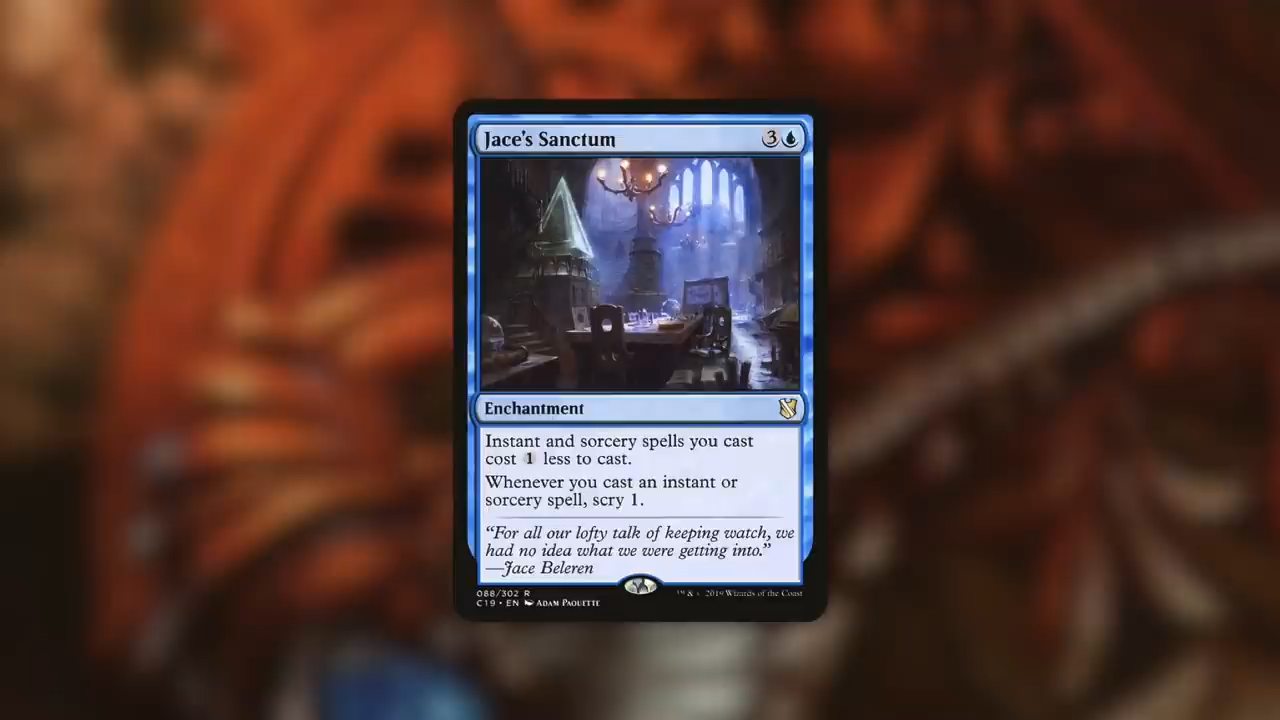 Jace's Sanctum 3
Enchantment
Instant and sorcery spells you cast
cost 1 less to cast.
Whenever you cast an instant or
sorcery spell, scry 1.
“For all our lofty talk of keeping watch, we
had no idea what we were getting into.”
—Jace Beleren
088/302 R
C19 • EN ADAM PAQUETTE
™ & © 2019 Wizards of the Coast